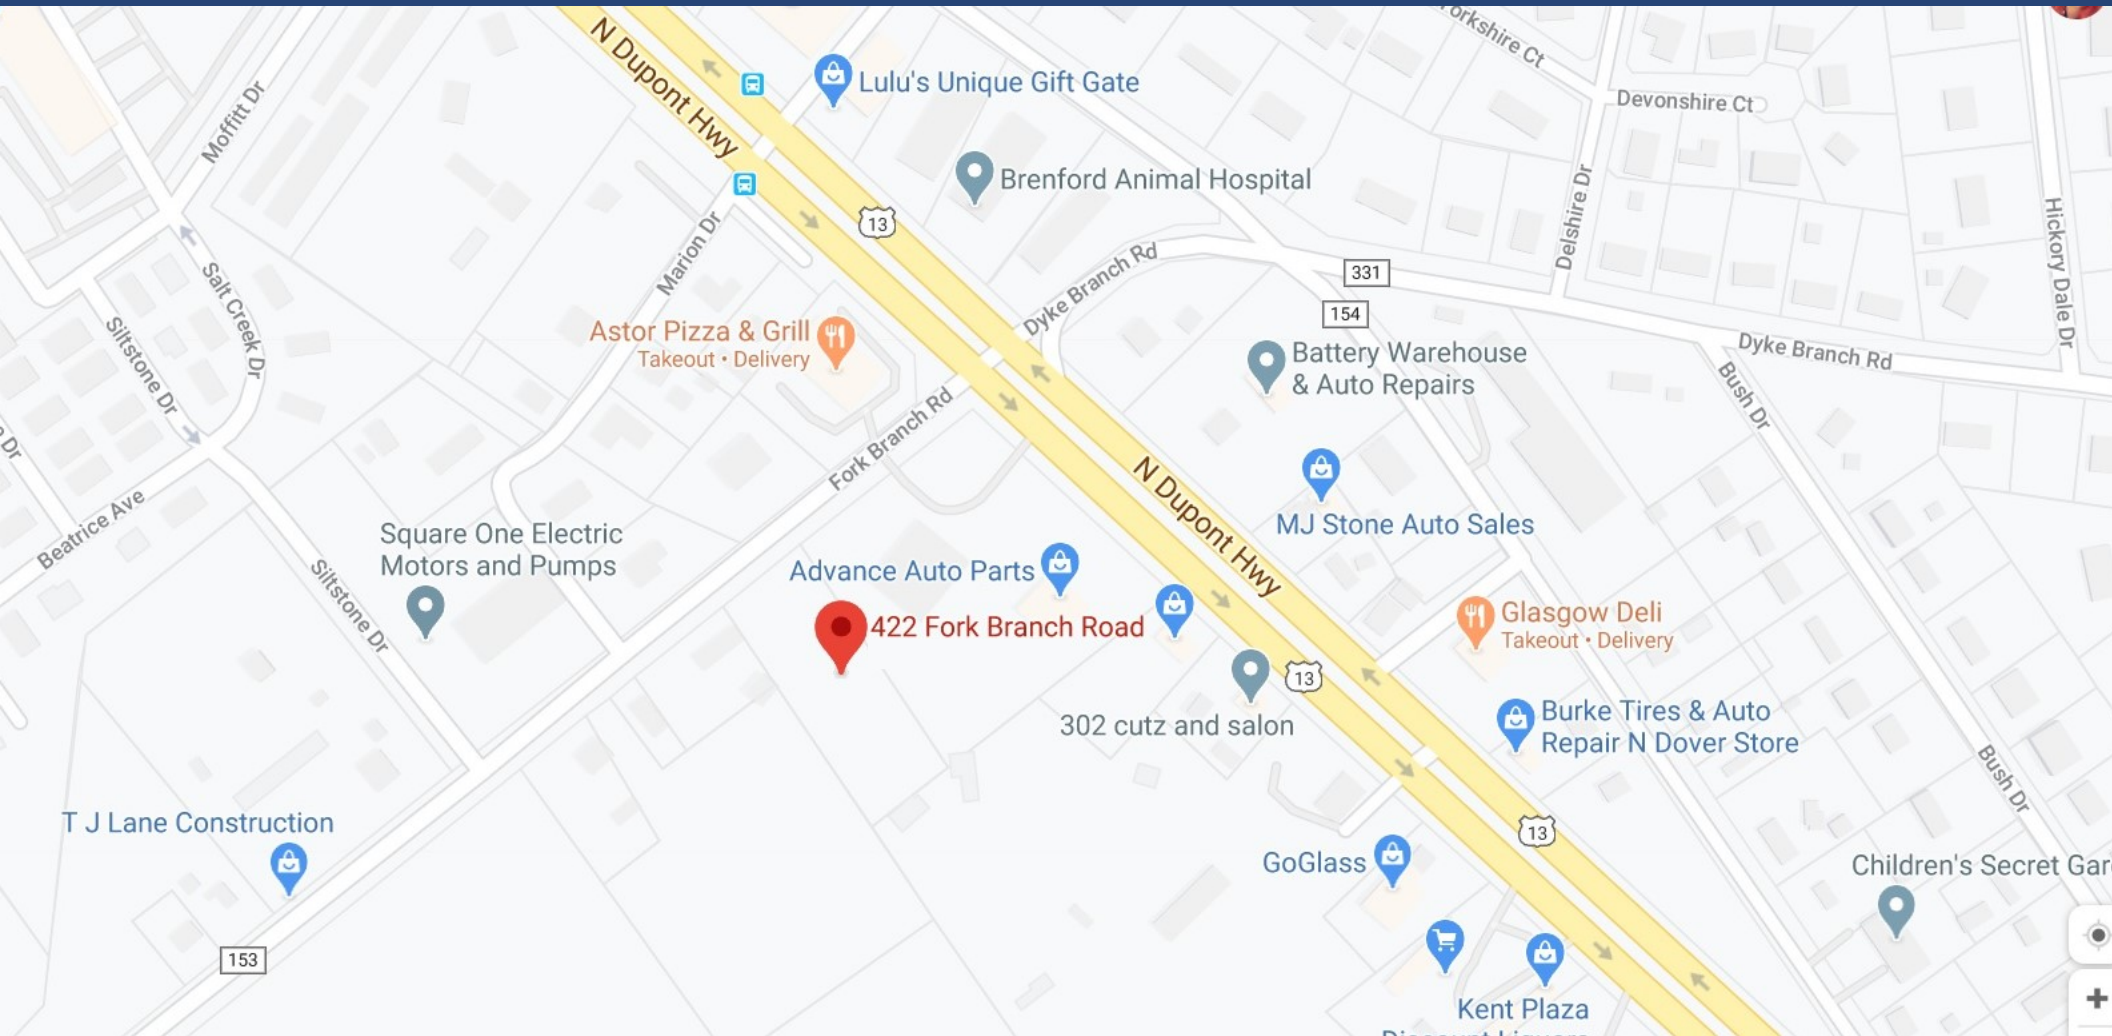 orkshire Ct
N Dupont Hwy
Lulu's Unique Gift Gate
Devonshire Ct
Moffitt Dr
Brenford Animal Hospital
Delshire Dr
Hickory Dale Dr
13
Marion Dr
Dyke Branch Rd
331
154
Salt Creek Dr
Siltstone Dr
Astor Pizza & Grill
Takeout • Delivery
Battery Warehouse
& Auto Repairs
Dyke Branch Rd
Bush Dr
Fork Branch Rd
Dr
N Dupont Hwy
MJ Stone Auto Sales
Beatrice Ave
Square One Electric
Motors and Pumps
Siltstone Dr
Advance Auto Parts
422 Fork Branch Road
Glasgow Deli
Takeout • Delivery
13
302 cutz and salon
Burke Tires & Auto
Repair N Dover Store
Bush Dr
T J Lane Construction
13
GoGlass
Children's Secret Gar
153
Kent Plaza
Discount Liquors